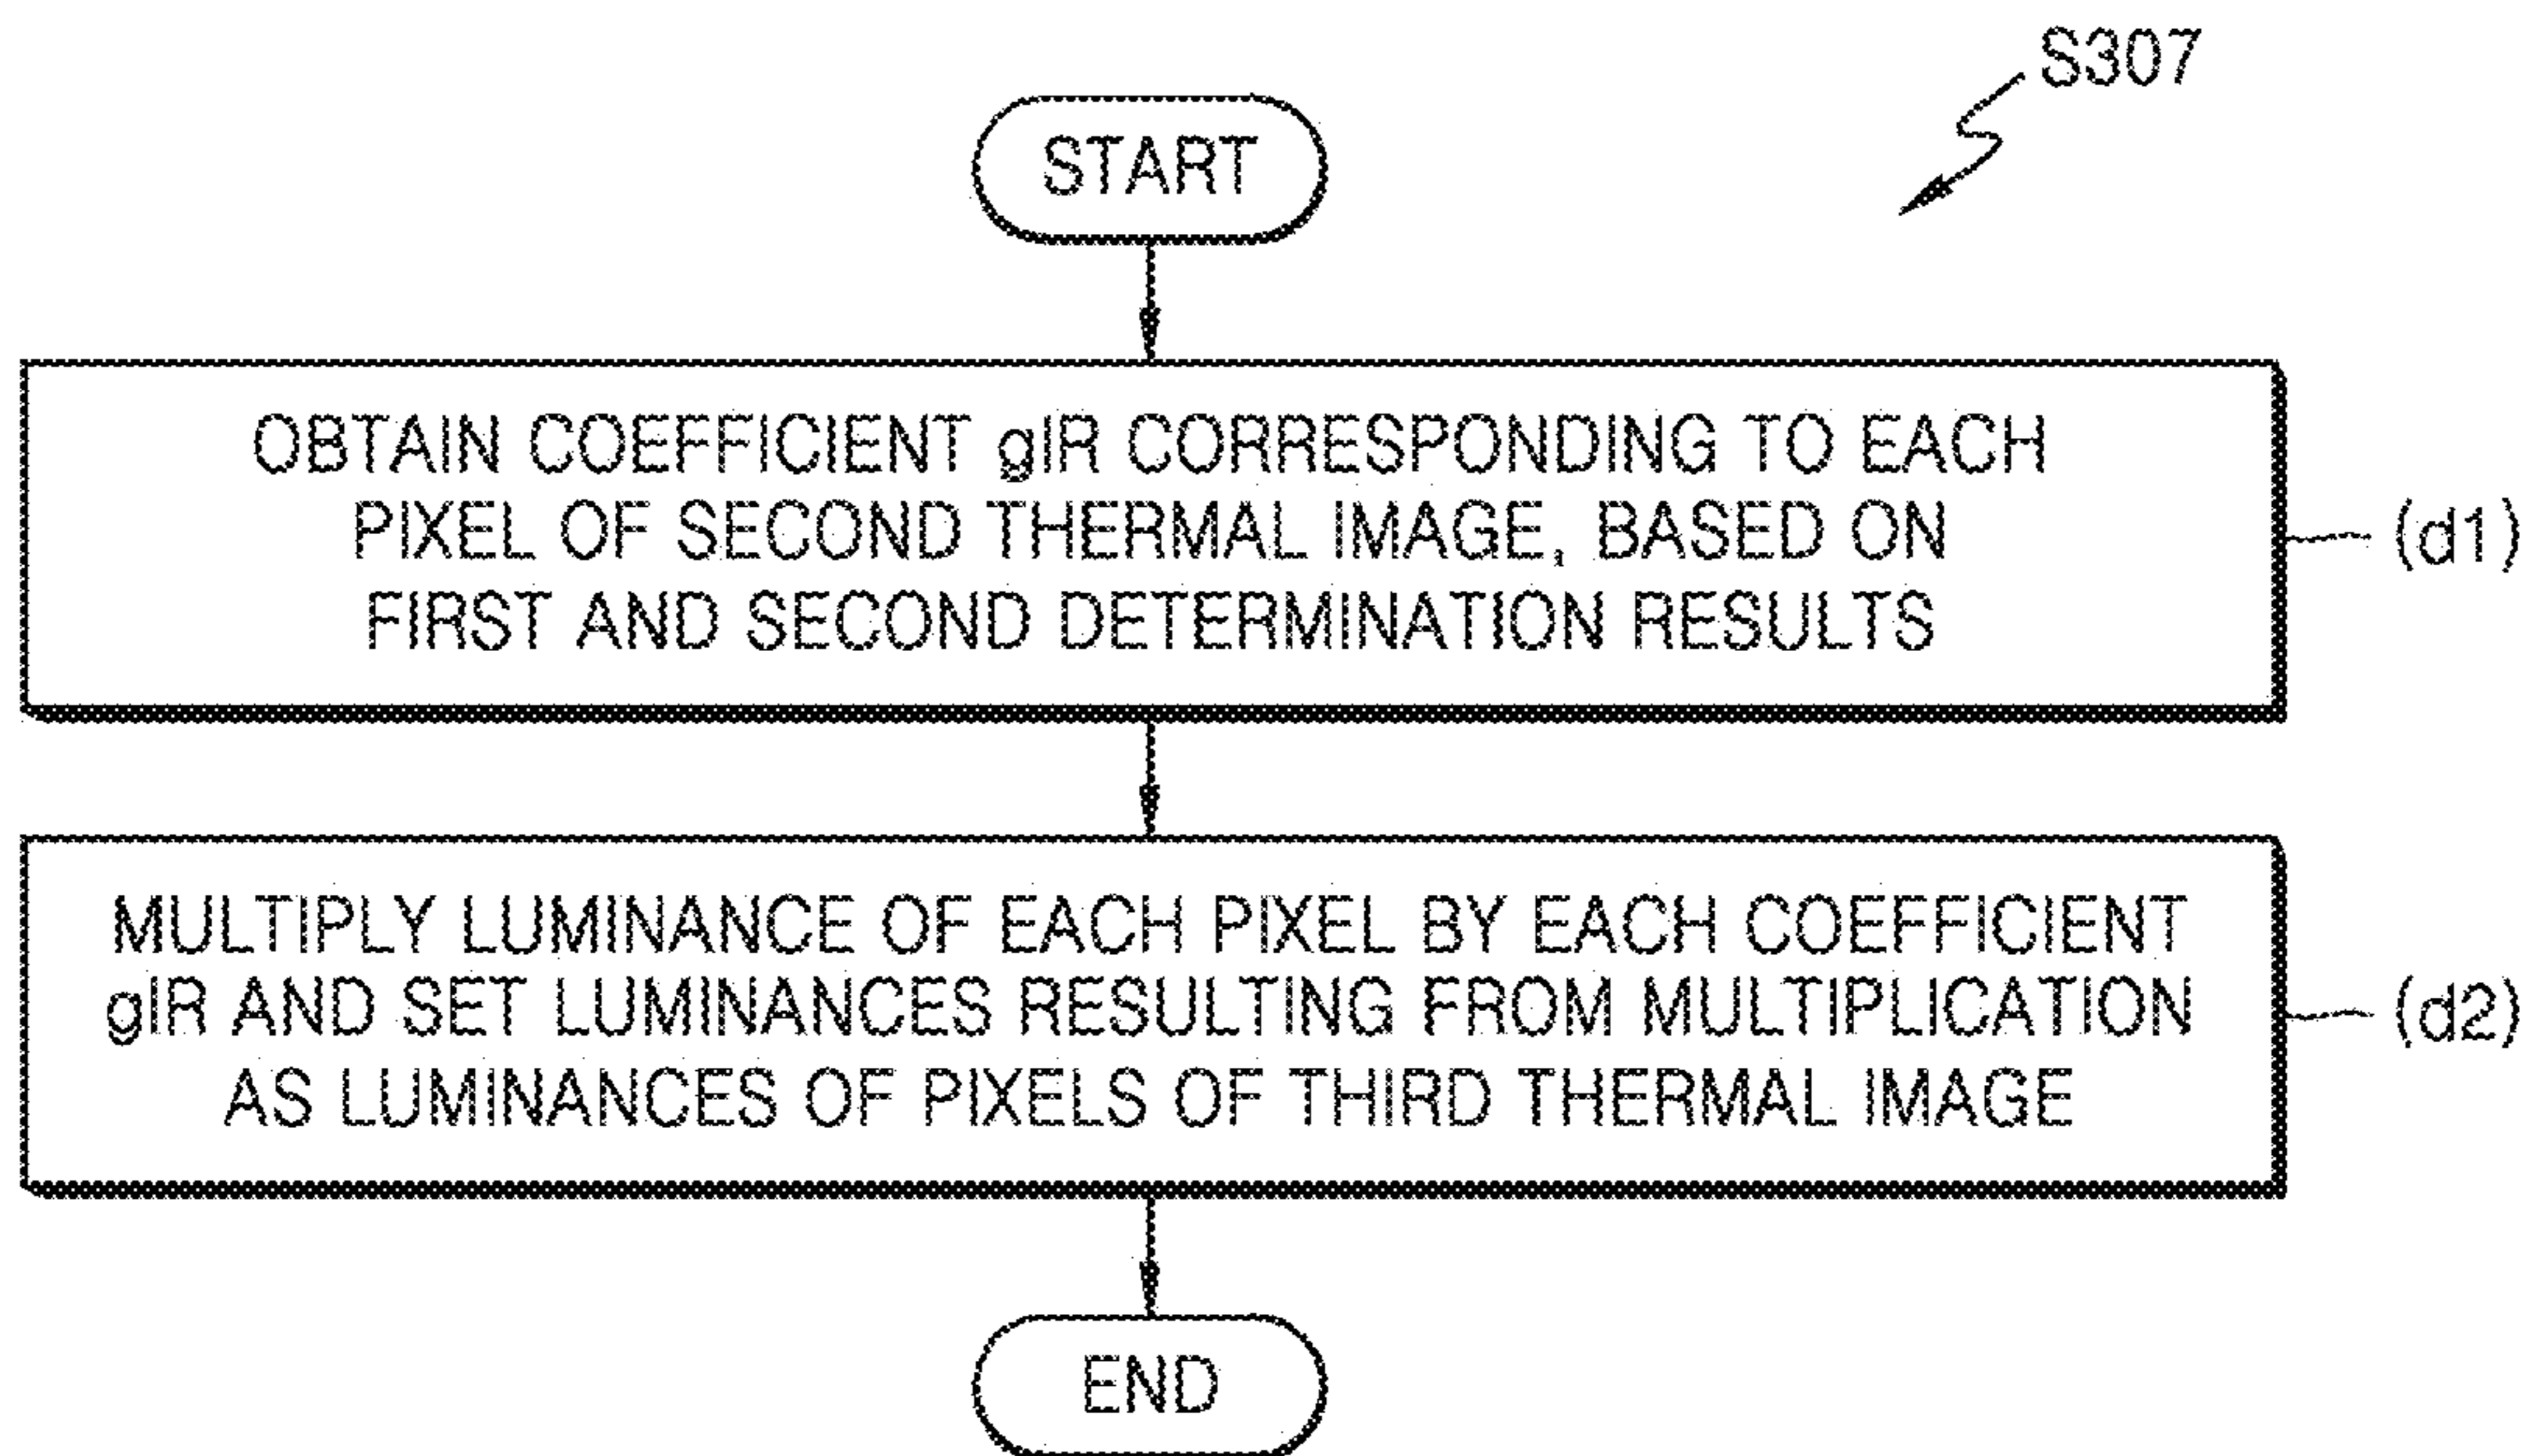 S307
START
OBTAIN COEFFICIENT gIR CORRESPONDING TO EACH
PIXEL OF SECOND THERMAL IMAGE, BASED ON
FIRST AND SECOND DETERMINATION RESULTS
(d1)
MULTIPLY LUMINANCE OF EACH PIXEL BY EACH COEFFICIENT
gIR AND SET LUMINANCES RESULTING FROM MULTIPLICATION
AS LUMINANCES OF PIXELS OF THIRD THERMAL IMAGE
(d2)
END